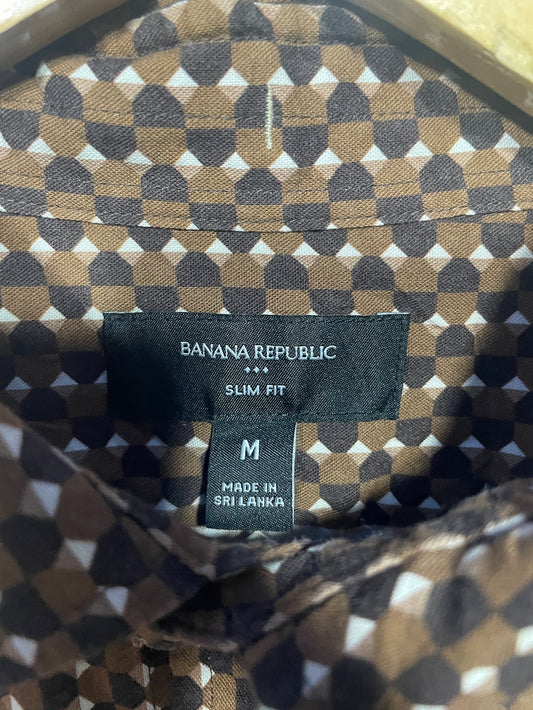 BANANA REPUBLIC
SLIM FIT
M
MADE IN
SRI LANKA